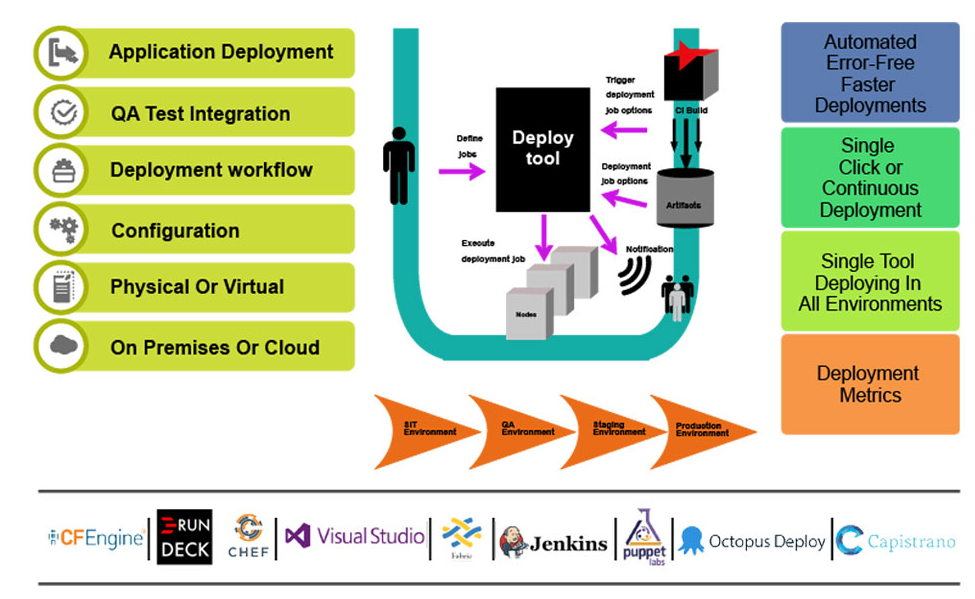 Application Deployment
QA Test Integration
Deployment workflow
Configuration
Physical Or Virtual
On Premises Or Cloud
Define
jobs
Deploy
tool
Trigger
deployment
job options
CI Build
Deployment
job options
Artifacts
Execute
deployment job
Notification
Nodes
SIT
Environment
QA
Environment
Staging
Environment
Production
Environment
Automated
Error-Free
Faster
Deployments
Single
Click or
Continuous
Deployment
Single Tool
Deploying In
All Environments
Deployment
Metrics
CFEngine
RUN
DECK
CHEF
Visual Studio
Fabric
Jenkins
puppet
labs
Octopus Deploy
Capistrano